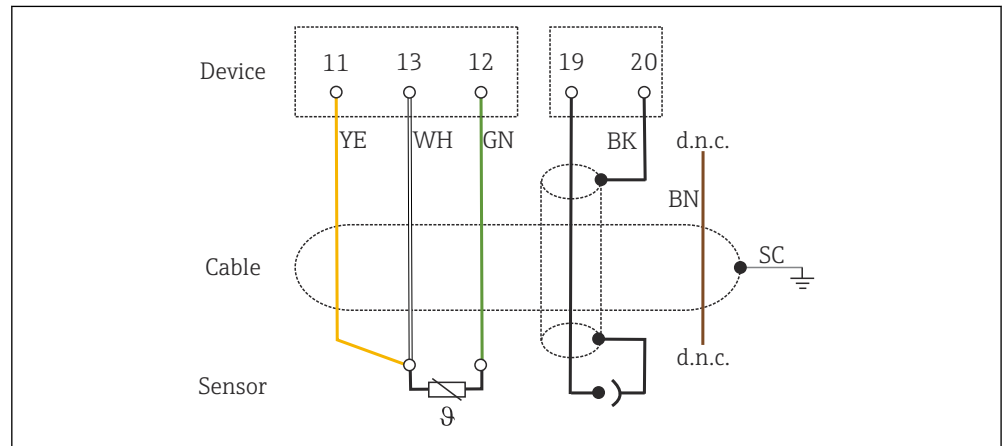 Device 11 13 12 19 20
YE WH GN BK d.n.c.
BN
Cable SC
d.n.c.
Sensor
ϑ